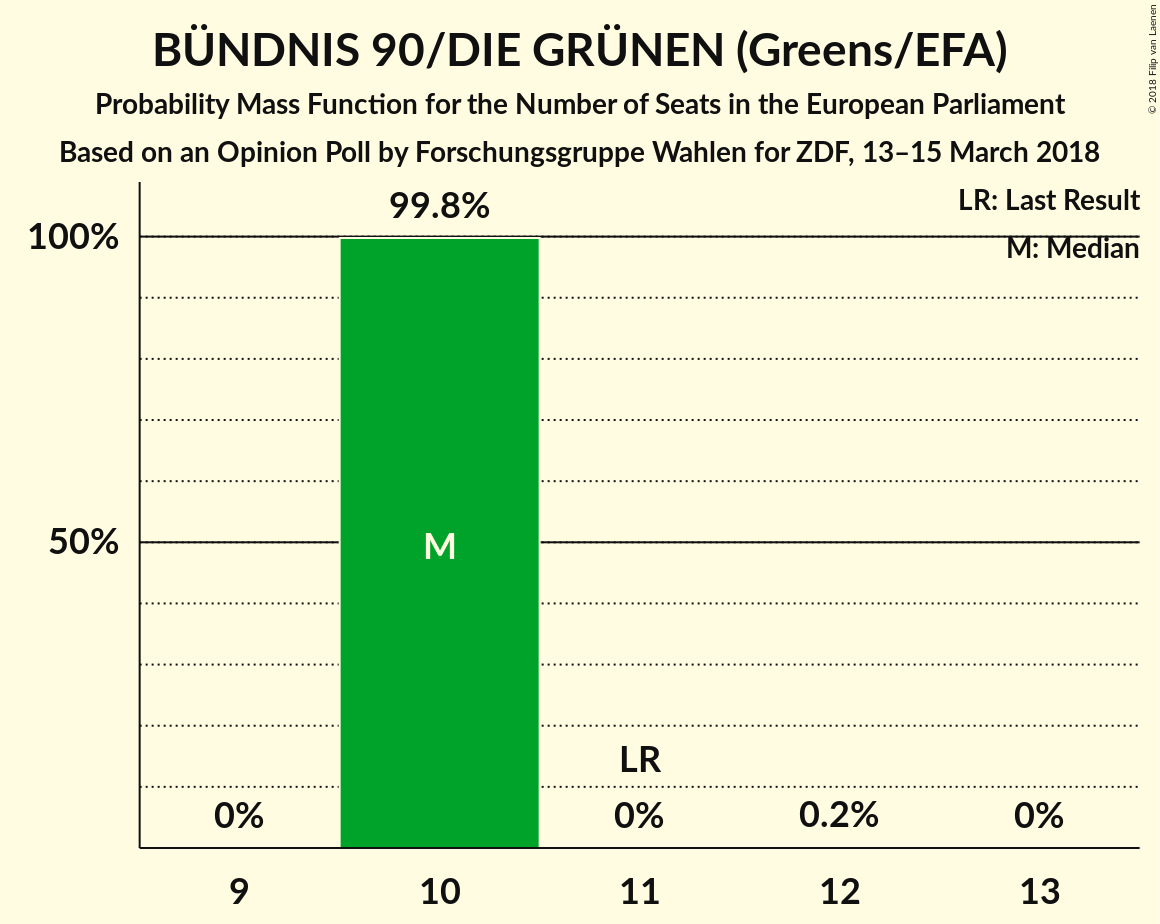 BÜNDNIS 90/DIE GRÜNEN (Greens/EFA)
Probability Mass Function for the Number of Seats in the European Parliament
Based on an Opinion Poll by Forschungsgruppe Wahlen for ZDF, 13–15 March 2018
© 2018 Filip van Laenen
LR: Last Result
M: Median
99.8%
100%
50%
M
LR
0%
0%
0.2%
0%
9
10
11
12
13